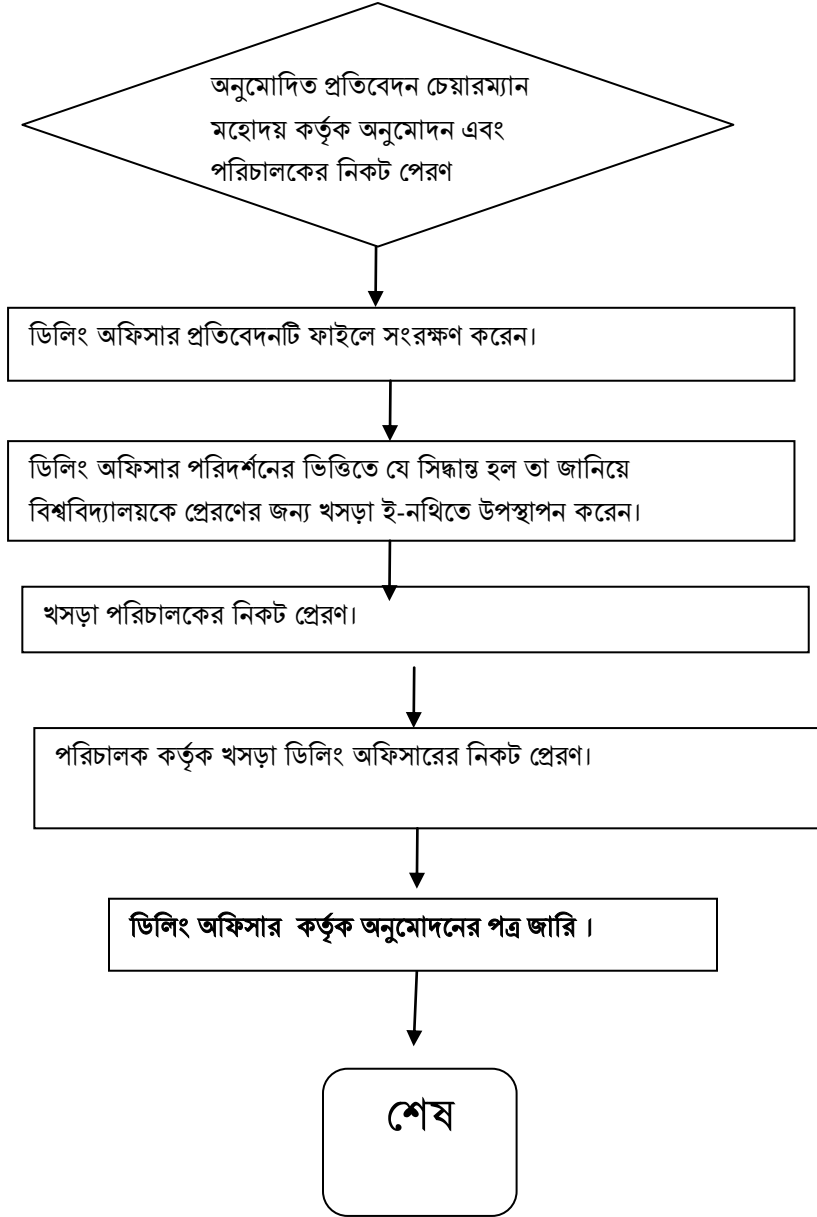 অনুমোদিত প্রতিবেদন চেয়ারম্যান
মহোদয় কর্তৃক অনুমোদন এবং
পরিচালকের নিকট পেরণ
ডিলিং অফিসার প্রতিবেদনটি ফাইলে সংরক্ষণ করেন।
ডিলিং অফিসার পরিদর্শনের ভিত্তিতে যে সিদ্ধান্ত হল তা জানিয়ে
বিশ্ববিদ্যালয়কে প্রেরণের জন্য খসড়া ই-নথিতে উপস্থাপন করেন।
খসড়া পরিচালকের নিকট প্রেরণ।
পরিচালক কর্তৃক খসড়া ডিলিং অফিসারের নিকট প্রেরণ।
ডিলিং অফিসার কর্তৃক অনুমোদনের পত্র জারি ।
শেষ